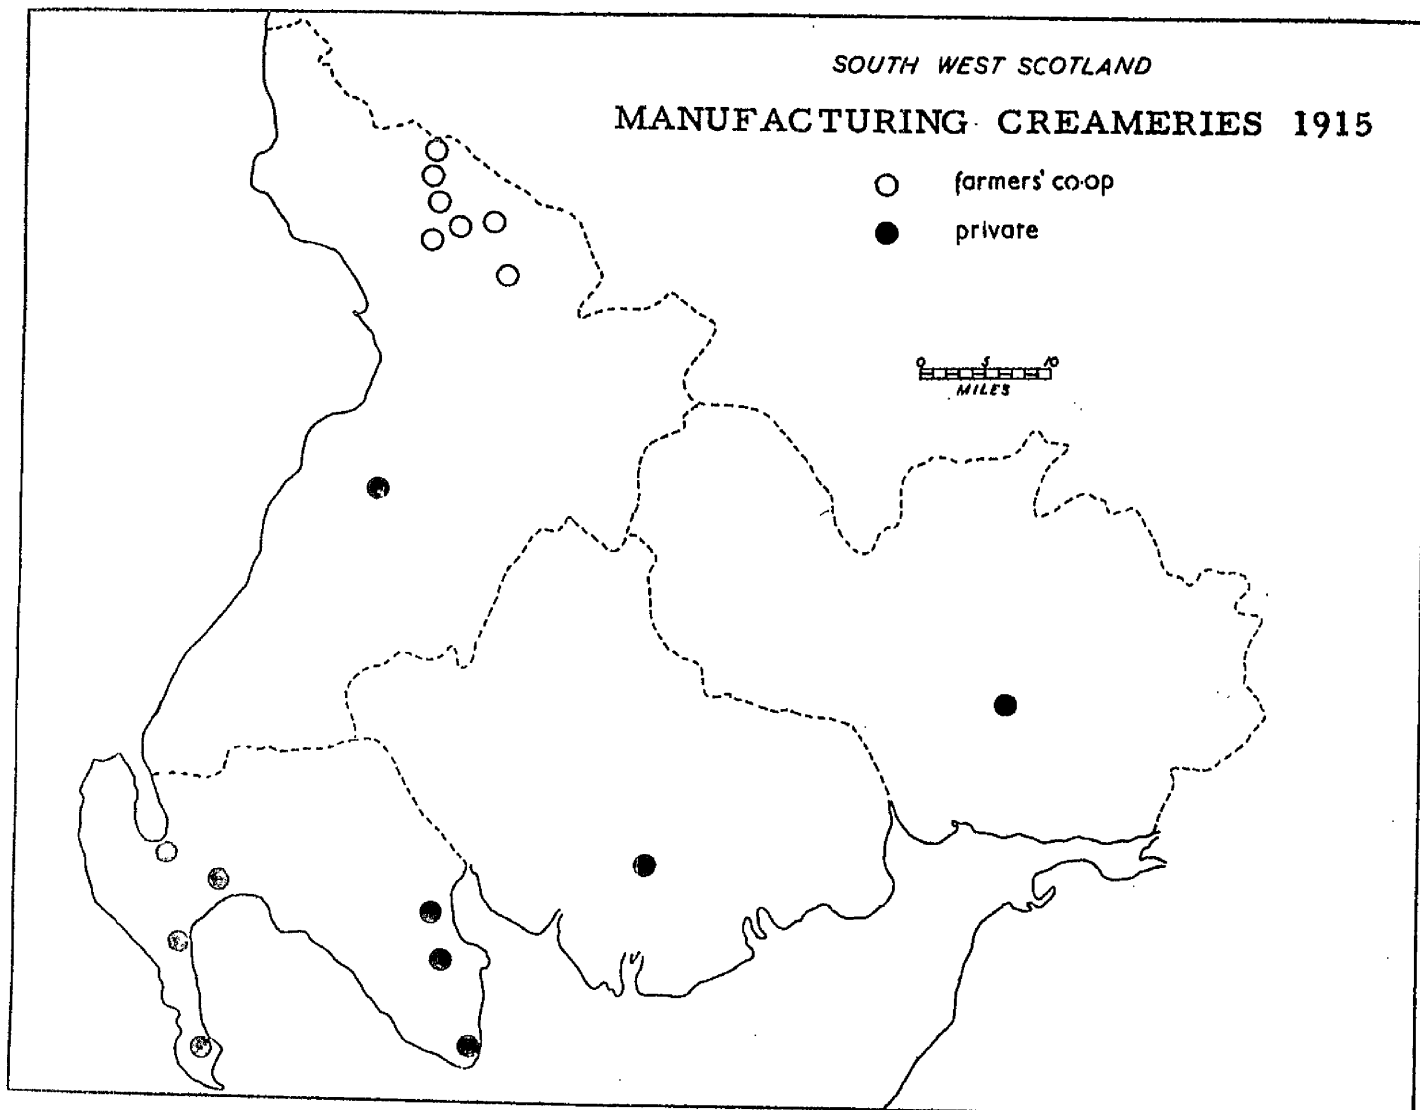 SOUTH WEST SCOTLAND
MANUFACTURING CREAMERIES 1915
farmers' co-op
private
0 5 10
MILES